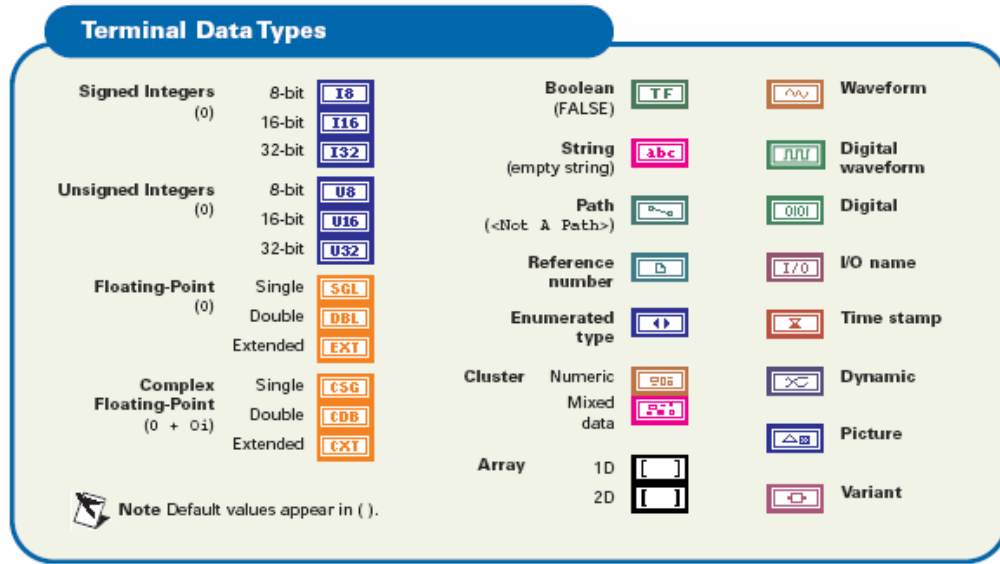 Terminal Data Types
Signed Integers
(0)
8-bit I8
16-bit I16
32-bit I32
Unsigned Integers
(0)
8-bit U8
16-bit U16
32-bit U32
Floating-Point
(0)
Single SGL
Double DBL
Extended EXT
Complex
Floating-Point
(0 + 0i)
Single CSG
Double CDB
Extended CXT
Note Default values appear in ( ).
Boolean TF
(FALSE)
String abc
(empty string)
Path
(<Not A Path>)
Reference
number
Enumerated
type
Cluster
Numeric
Mixed
data
Array
1D [ ]
2D [ ]
Waveform
Digital
waveform
0101 Digital
I/O I/O name
Time stamp
Dynamic
Picture
Variant